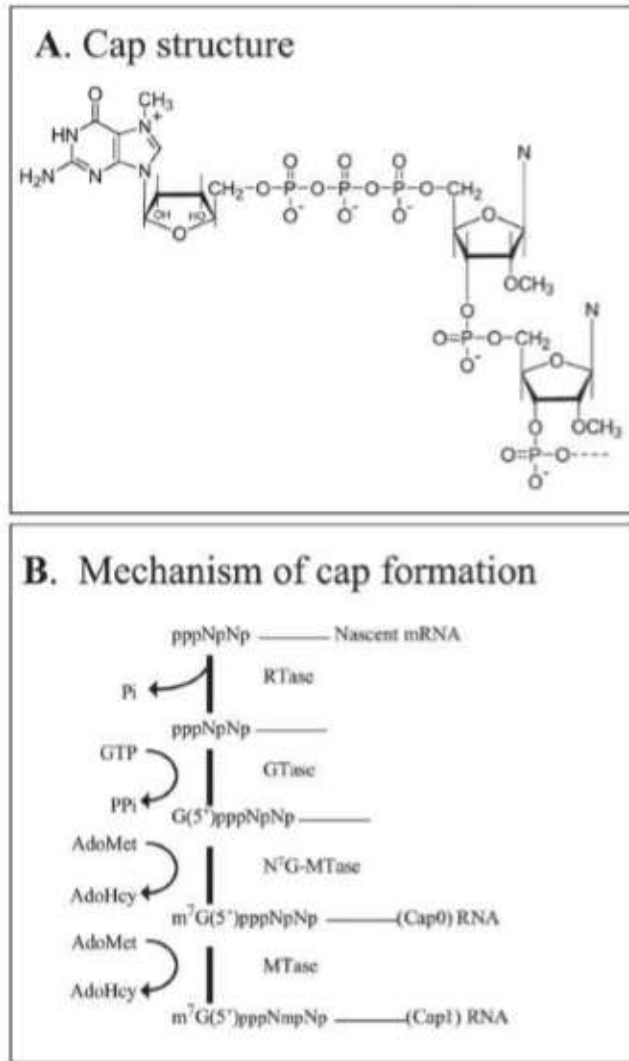 A. Cap structure
O
CH₃
N
+
HN
H₂N
N
N
OH
HO
O
CH₂–O–P–O–P–O–P–O–CH₂
O
O
O
O⁻
O⁻
O⁻
N
O
OCH₃
O
O=P–O–CH₂
O⁻
N
O
O
OCH₃
O=P–O----
O⁻
B. Mechanism of cap formation
pppNpNp Nascent mRNA
RTase
Pi
pppNpNp
GTP
GTase
PPi
G(5')pppNpNp
AdoMet
N⁷G-MTase
AdoHcy
m⁷G(5')pppNpNp (Cap0) RNA
AdoMet
MTase
AdoHcy
m⁷G(5')pppNmpNp (Cap1) RNA